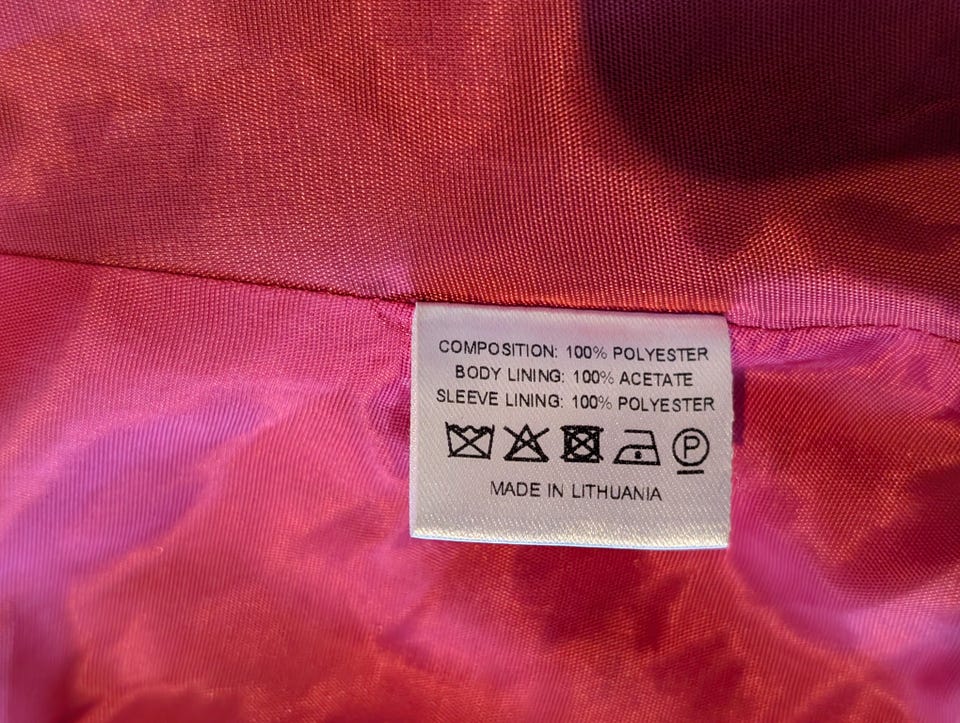 COMPOSITION: 100% POLYESTER
BODY LINING: 100% ACETATE
SLEEVE LINING: 100% POLYESTER
P
MADE IN LITHUANIA